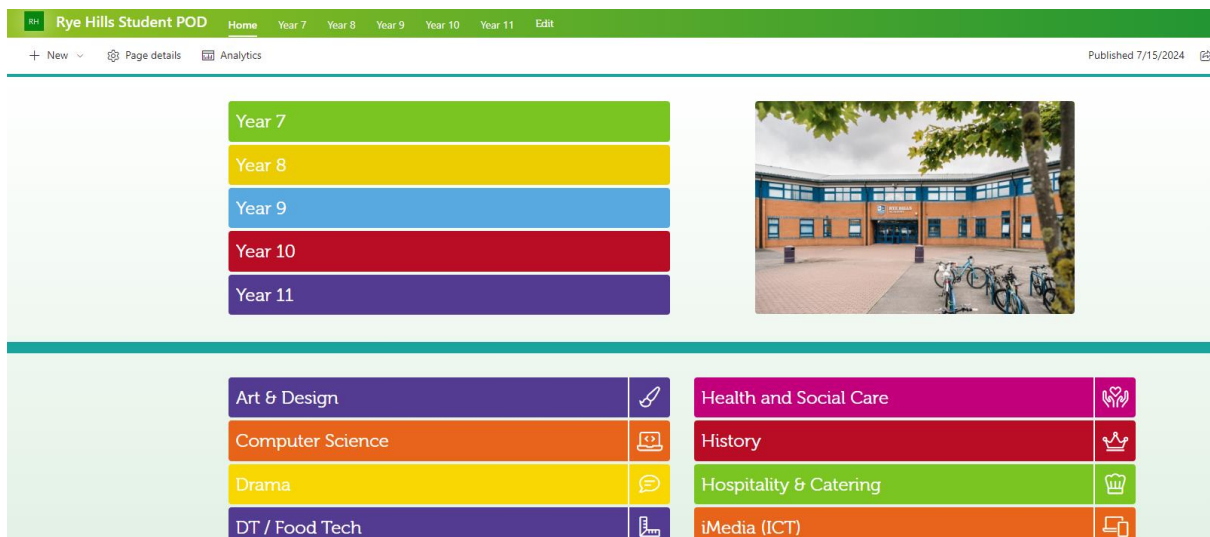 RH Rye Hills Student POD Home Year 7 Year 8 Year 9 Year 10 Year 11 Edit
+ New Page details Analytics Published 7/15/2024
Year 7
Year 8
Year 9
Year 10
Year 11
RYE HILLS
Art & Design
Health and Social Care
Computer Science
History
Drama
Hospitality & Catering
DT / Food Tech
iMedia (ICT)